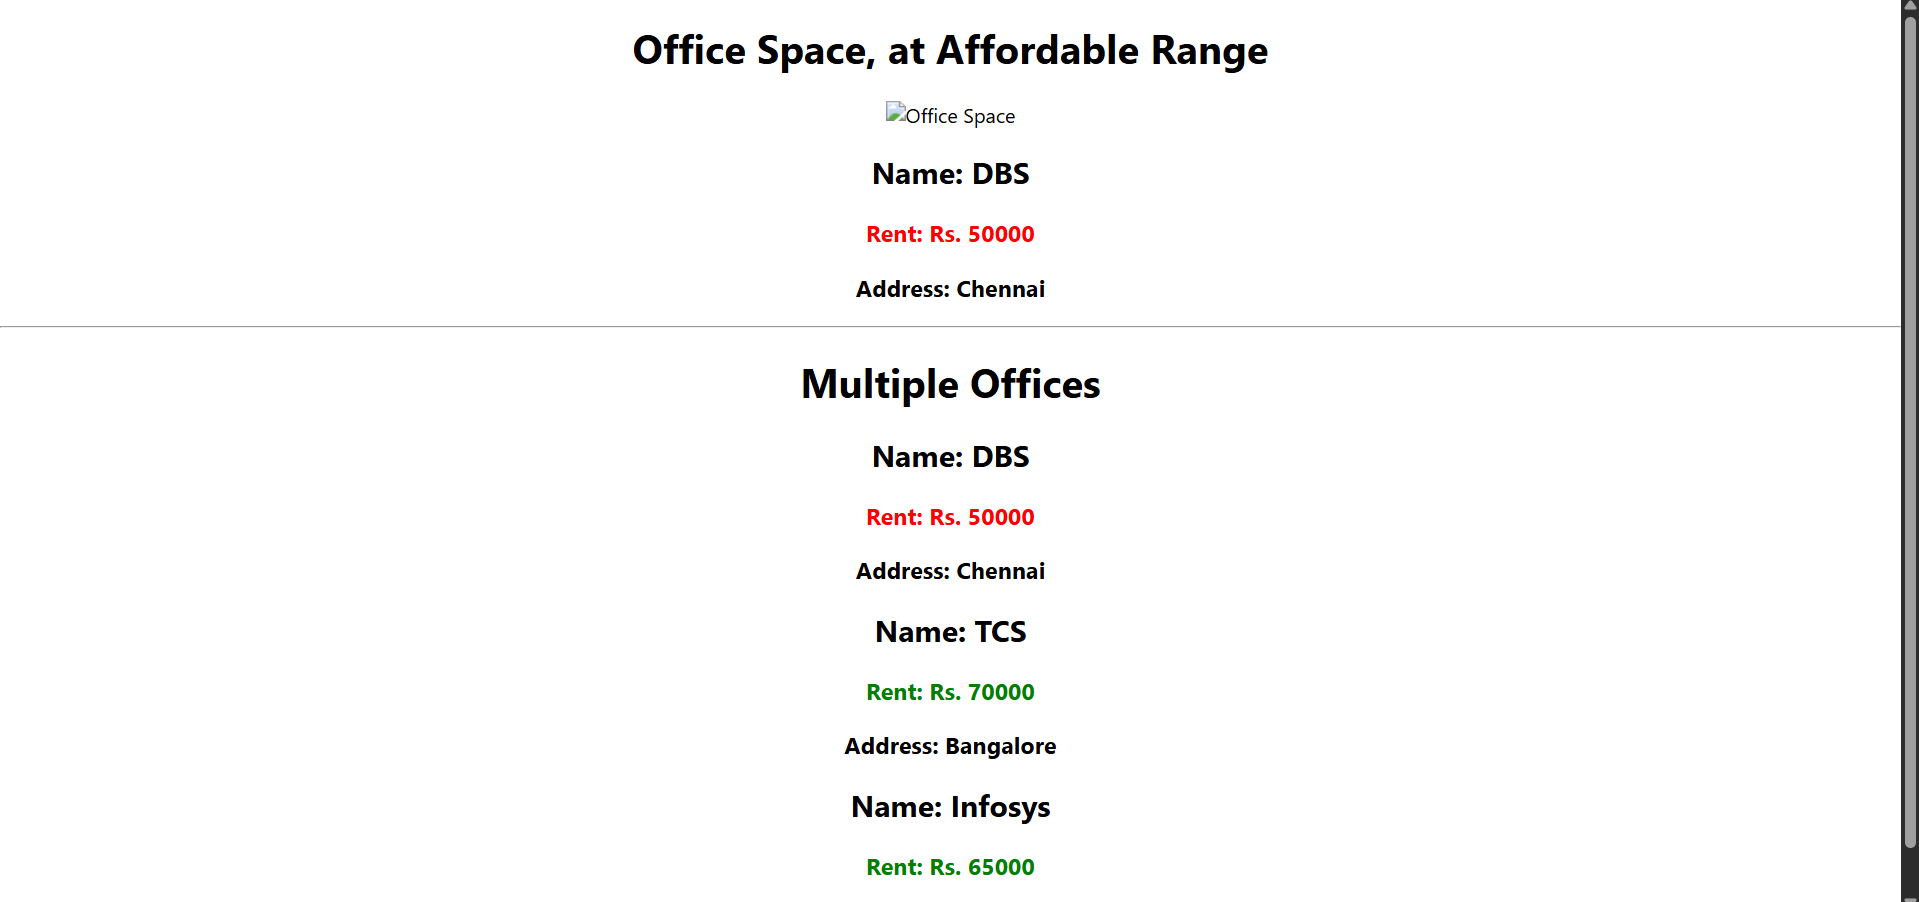 Office Space, at Affordable Range
Office Space
Name: DBS
Rent: Rs. 50000
Address: Chennai
Multiple Offices
Name: DBS
Rent: Rs. 50000
Address: Chennai
Name: TCS
Rent: Rs. 70000
Address: Bangalore
Name: Infosys
Rent: Rs. 65000